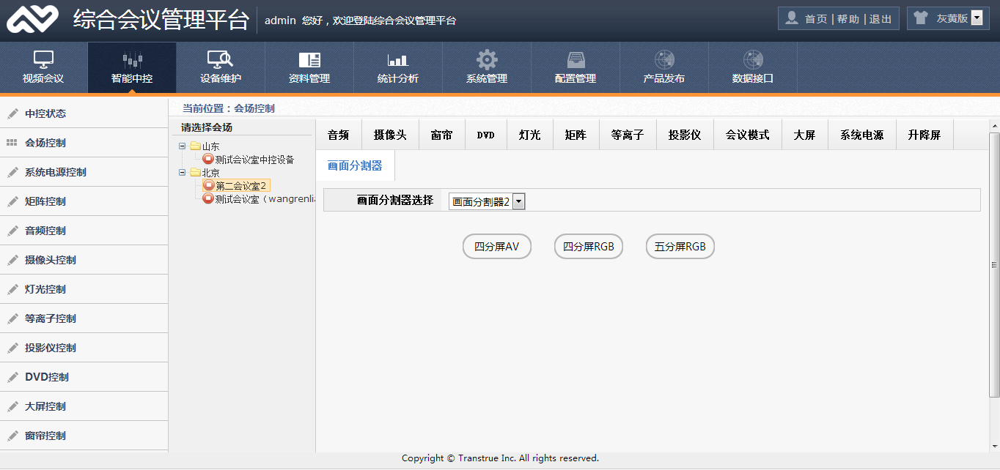 综合会议管理平台
admin 您好，欢迎登陆综合会议管理平台
首页 | 帮助 | 退出
灰黄版
视频会议
智能中控
设备维护
资料管理
统计分析
系统管理
配置管理
产品发布
数据接口
中控状态
会场控制
系统电源控制
矩阵控制
音频控制
摄像头控制
灯光控制
等离子控制
投影仪控制
DVD控制
大屏控制
窗帘控制
当前位置：会场控制
请选择会场
山东
测试会议室中控设备
北京
第二会议室2
测试会议室（wangrenlia
音频
摄像头
窗帘
DVD
灯光
矩阵
等离子
投影仪
会议模式
大屏
系统电源
升降屏
画面分割器
画面分割器选择
画面分割器2
四分屏AV
四分屏RGB
五分屏RGB
Copyright © Transtrue Inc. All rights reserved.